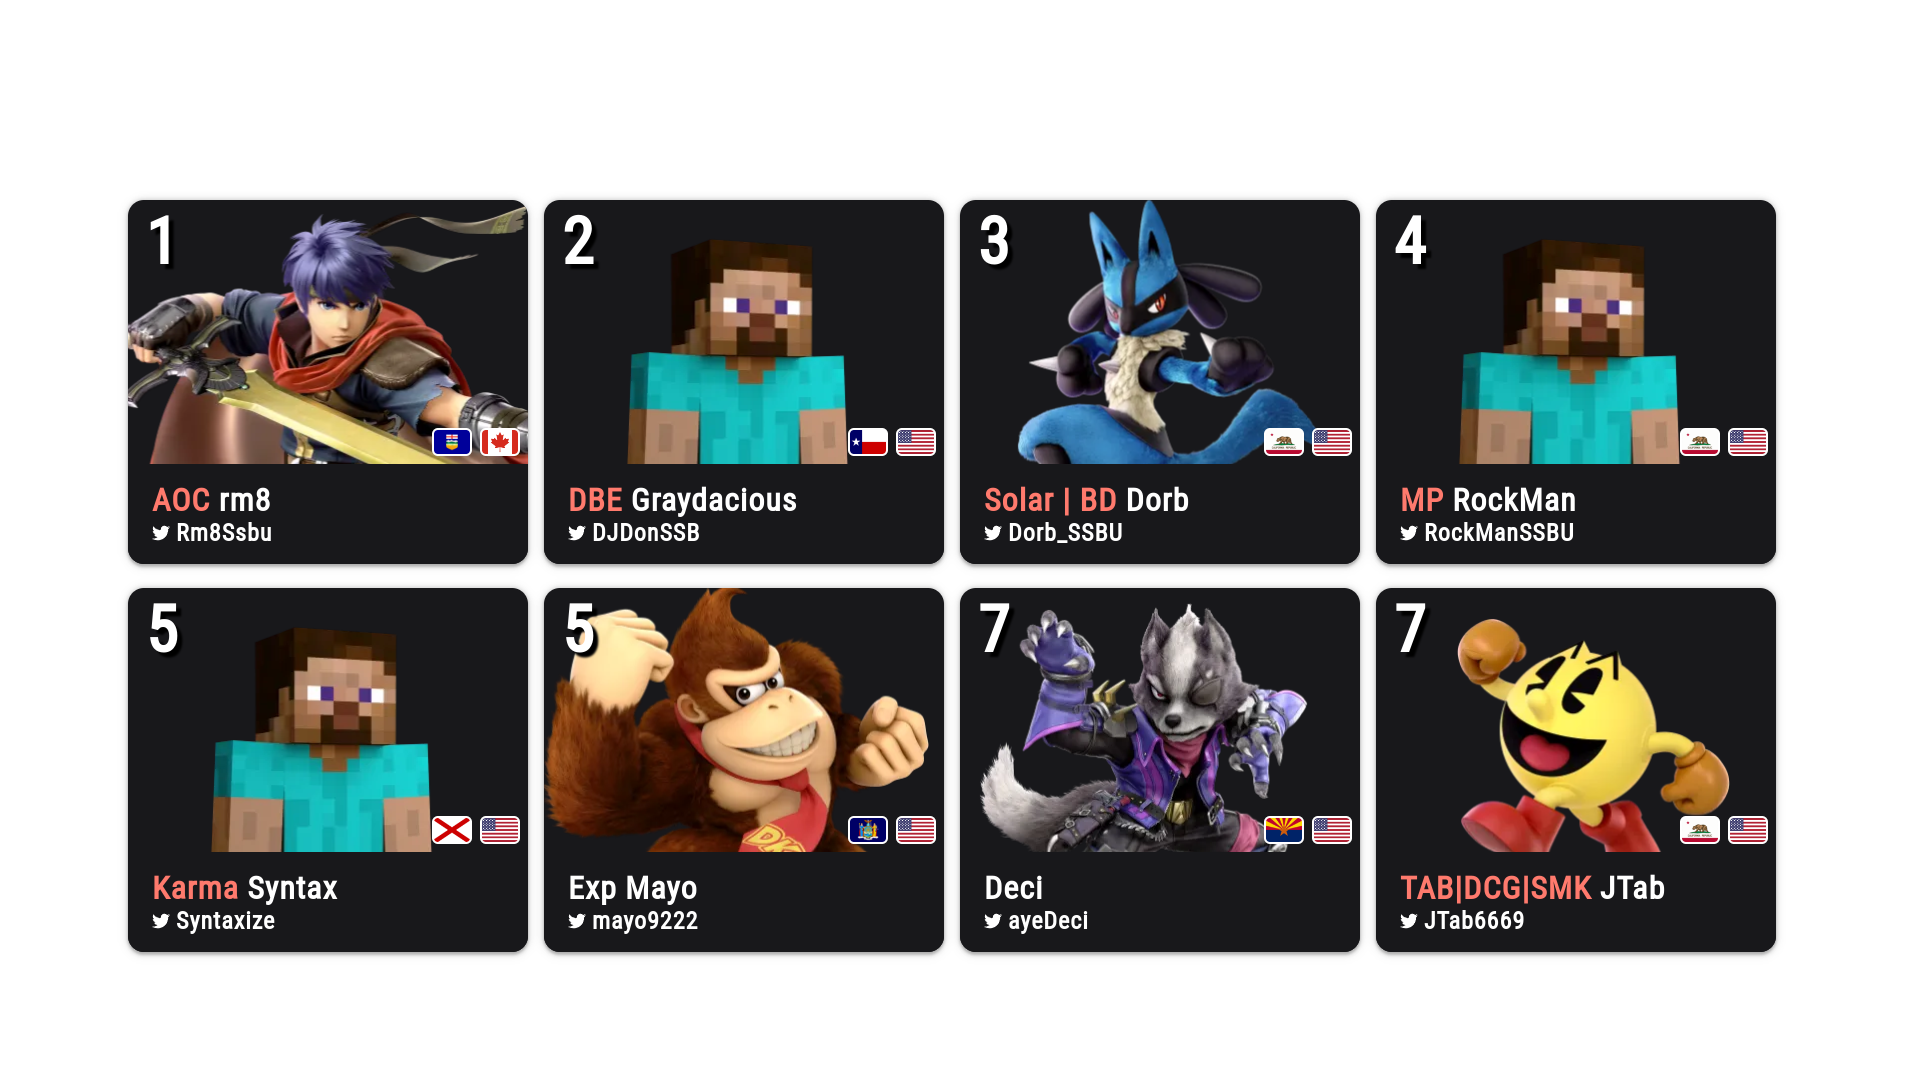 1
AOC rm8
Rm8Ssbu
2
DBE Graydacious
DJDonSSB
3
Solar | BD Dorb
Dorb_SSBU
4
MP RockMan
RockManSSBU
5
Karma Syntax
Syntaxize
5
DK
Exp Mayo
mayo9222
7
Deci
ayeDeci
7
TAB|DCG|SMK JTab
JTab6669